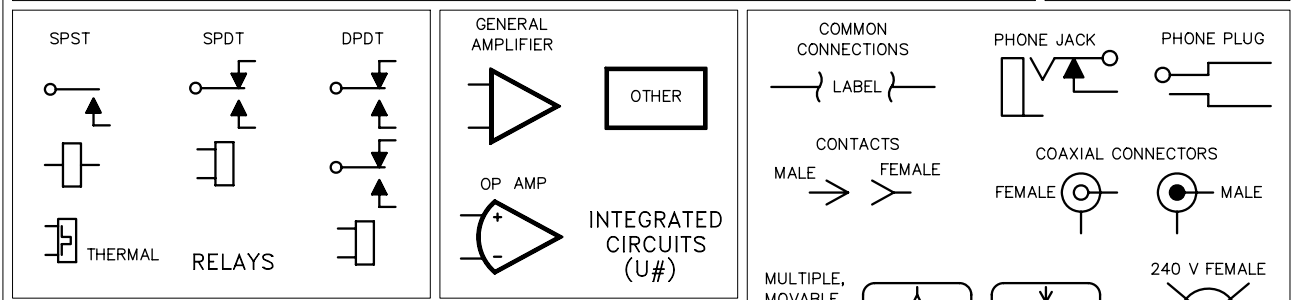 SPST
SPDT
DPDT
THERMAL
RELAYS
GENERAL
AMPLIFIER
OTHER
OP AMP
+
−
INTEGRATED
CIRCUITS
(U#)
COMMON
CONNECTIONS
LABEL
PHONE JACK
PHONE PLUG
CONTACTS
MALE
FEMALE
COAXIAL CONNECTORS
FEMALE
MALE
MULTIPLE,
MOVABLE
240 V FEMALE